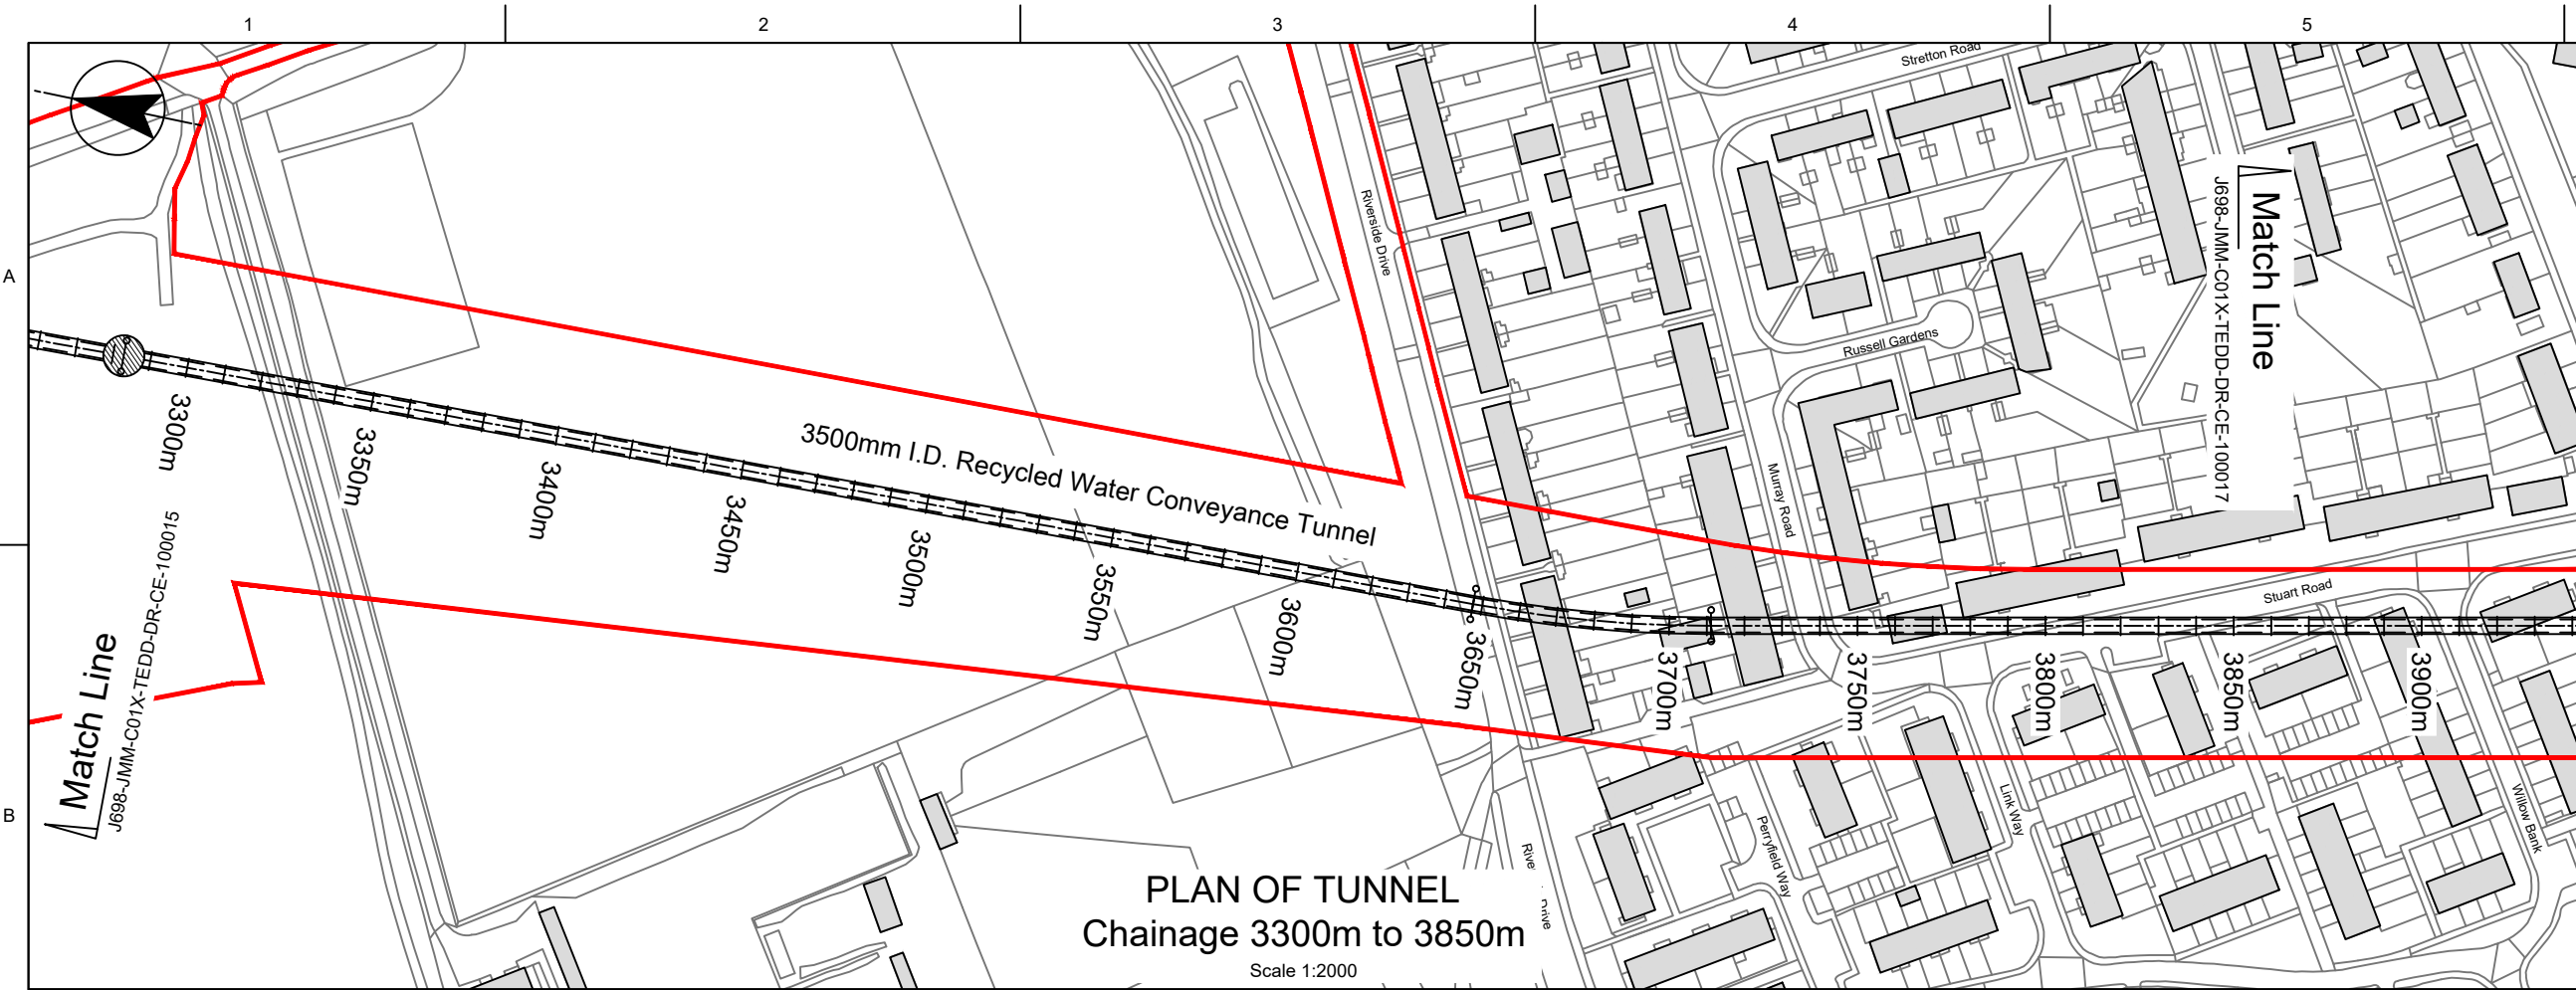 1
2
3
4
5
A
B
Stretton Road
Riverside Drive
Russell Gardens
Murray Road
Match Line
J698-JMM-C01X-TEDD-DR-CE-100017
3500mm I.D. Recycled Water Conveyance Tunnel
3300m
3350m
3400m
3450m
3500m
3550m
3600m
3650m
3700m
3750m
3800m
3850m
3900m
Match Line
J698-JMM-C01X-TEDD-DR-CE-100015
Stuart Road
Link Way
Willow Bank
Perryfield Way
Rive Drive
PLAN OF TUNNEL
Chainage 3300m to 3850m
Scale 1:2000